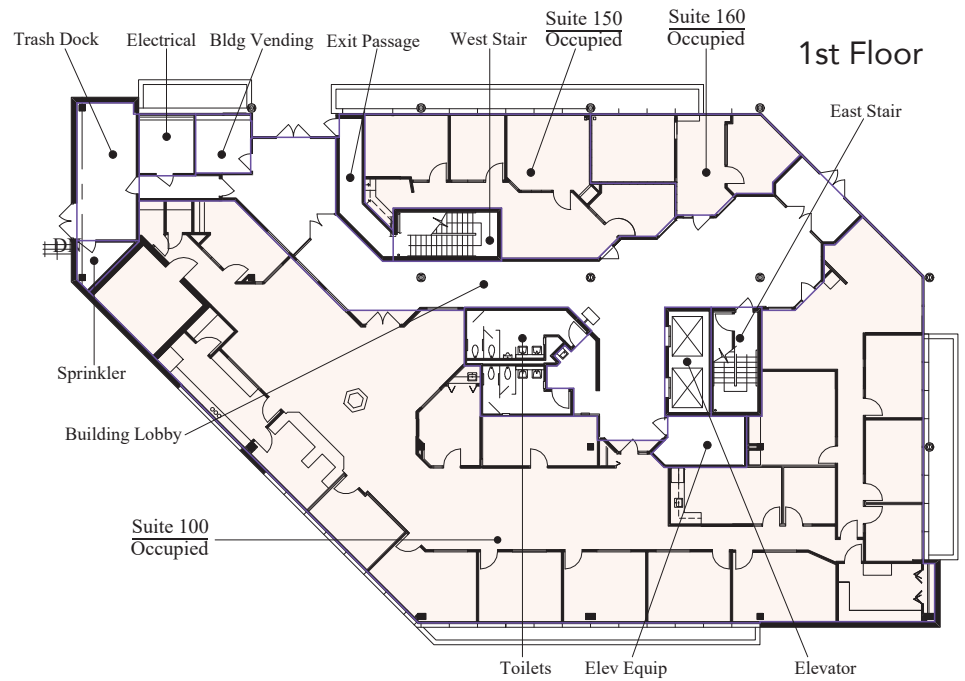 Suite 150
Occupied
Suite 160
Occupied
Trash Dock
Electrical
Bldg Vending
Exit Passage
West Stair
1st Floor
East Stair
Sprinkler
Building Lobby
Suite 100
Occupied
Toilets
Elev Equip
Elevator